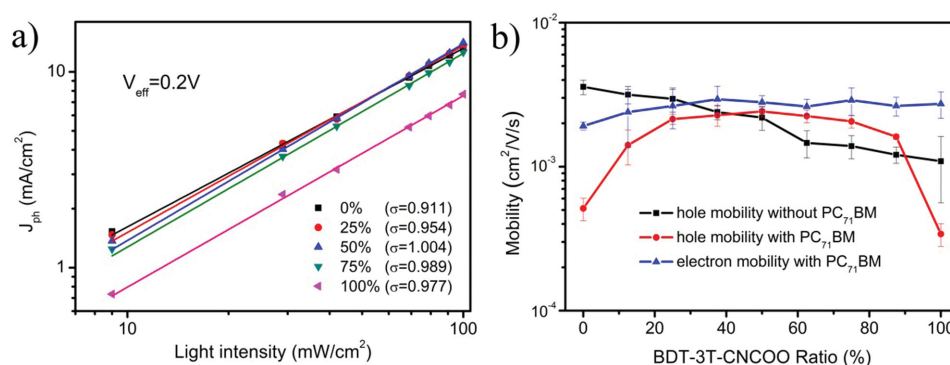 a)
V_eff=0.2V
J_ph (mA/cm²)
10
1
0% (σ=0.911)
25% (σ=0.954)
50% (σ=1.004)
75% (σ=0.989)
100% (σ=0.977)
10 100
Light intensity (mW/cm²)
b)
Mobility (cm²/V/s)
10⁻²
10⁻³
10⁻⁴
hole mobility without PC₇₁BM
hole mobility with PC₇₁BM
electron mobility with PC₇₁BM
0 20 40 60 80 100
BDT-3T-CNCOO Ratio (%)